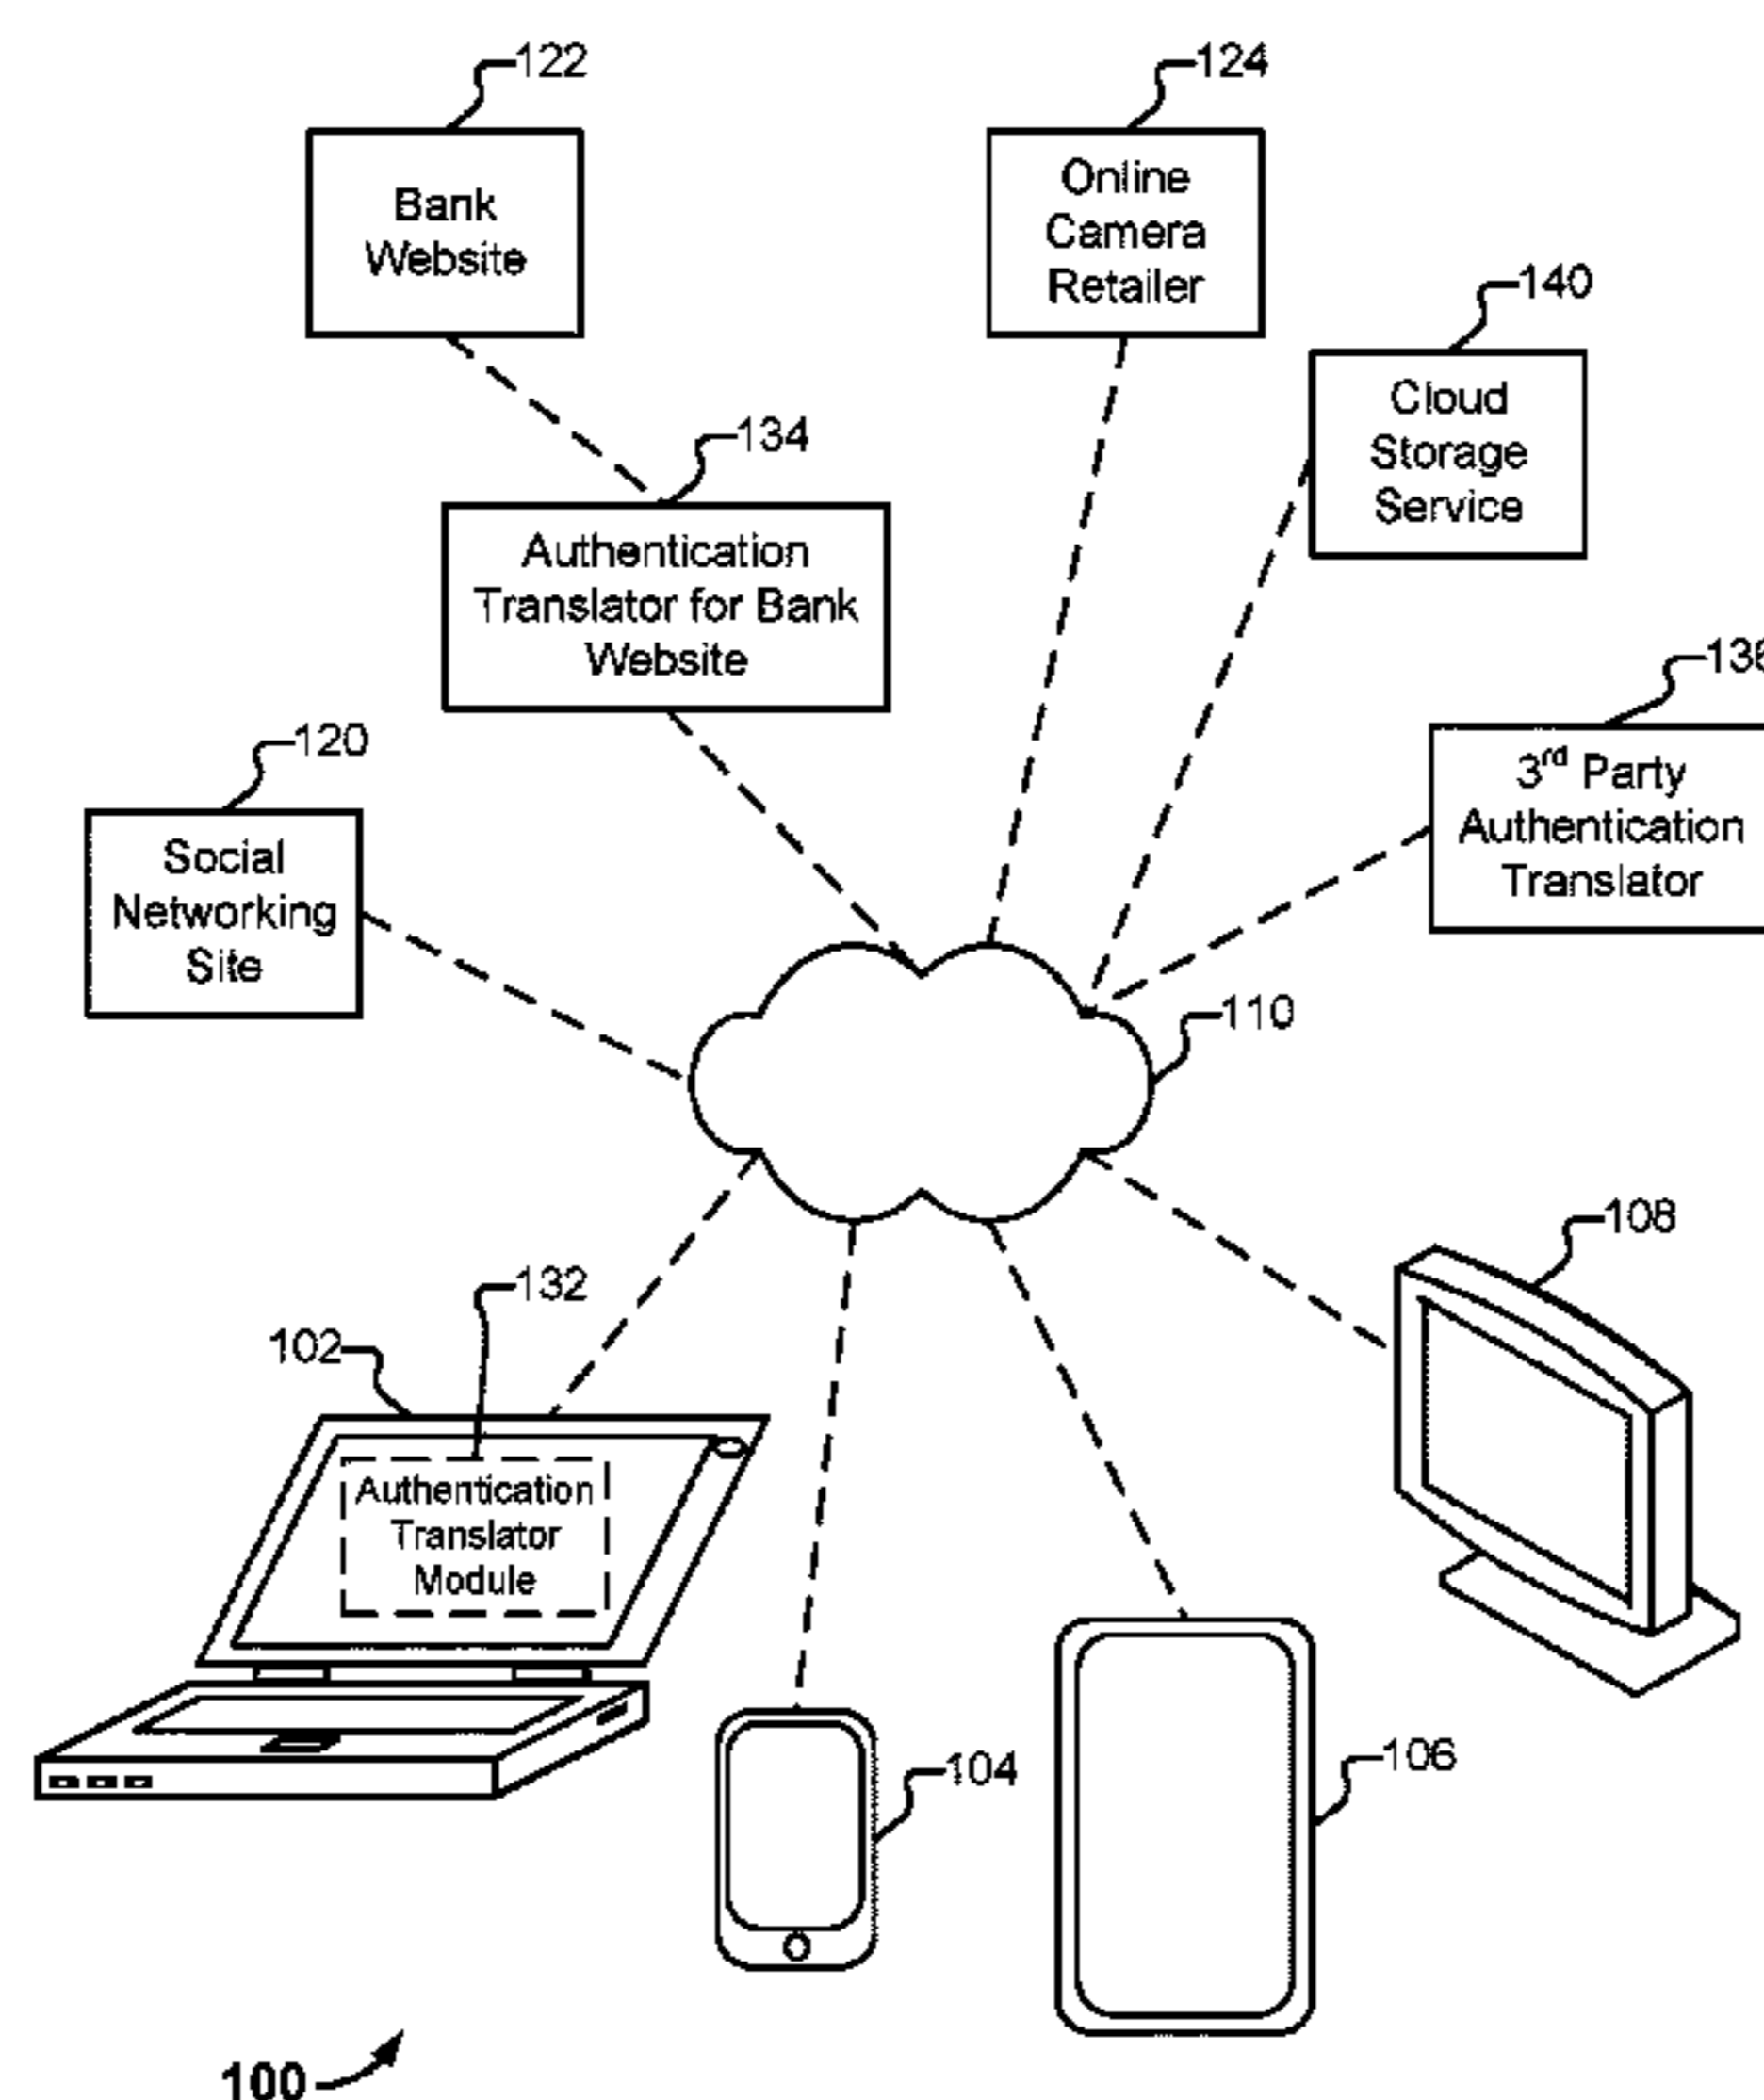 122
124
Bank
Website
Online
Camera
Retailer
140
Cloud
Storage
Service
134
Authentication
Translator for Bank
Website
136
3rd Party
Authentication
Translator
120
Social
Networking
Site
110
108
132
102
Authentication
Translator
Module
104
106
100